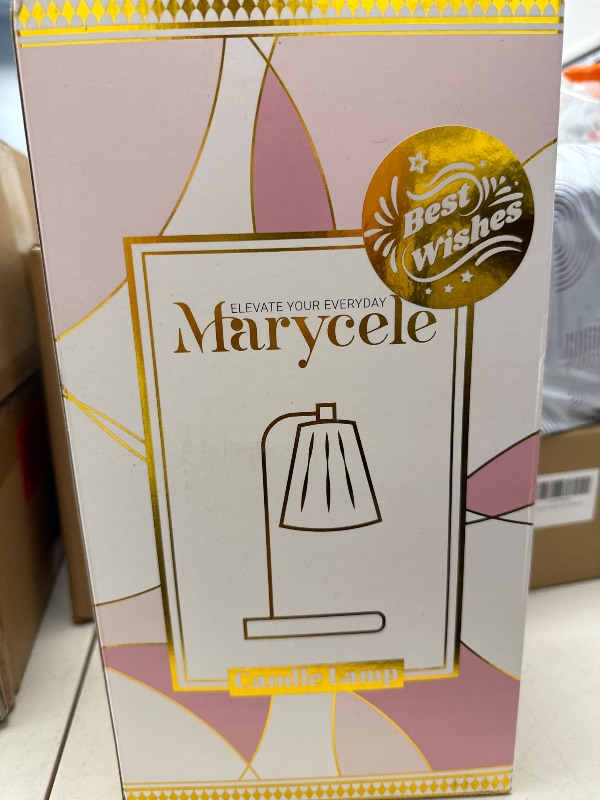 Best
Wishes
ELEVATE YOUR EVERYDAY
Marycele
Candle Lamp